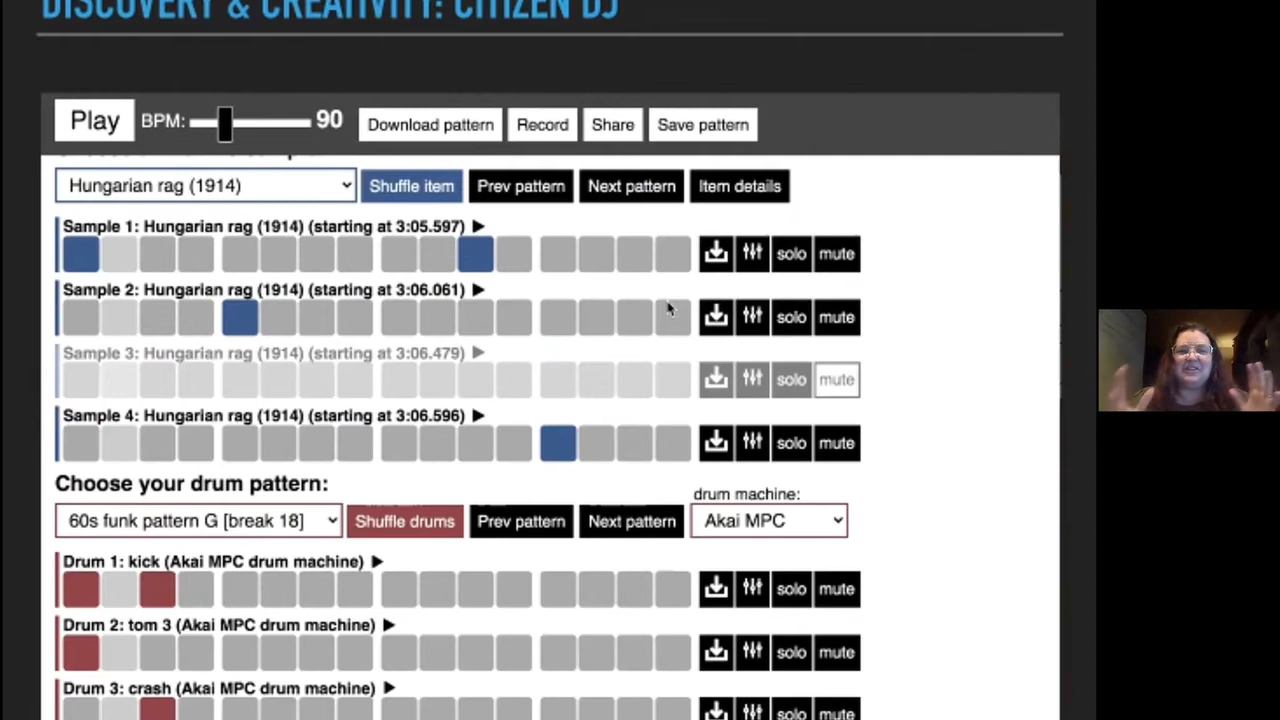 DISCOVERY & CREATIVITY: CITIZEN DJ
Play BPM: 90 Download pattern Record Share Save pattern
Hungarian rag (1914) Shuffle item Prev pattern Next pattern Item details
Sample 1: Hungarian rag (1914) (starting at 3:05.597)
solo mute
Sample 2: Hungarian rag (1914) (starting at 3:06.061)
solo mute
Sample 3: Hungarian rag (1914) (starting at 3:06.479)
solo mute
Sample 4: Hungarian rag (1914) (starting at 3:06.596)
solo mute
Choose your drum pattern:
drum machine:
60s funk pattern G [break 18] Shuffle drums Prev pattern Next pattern Akai MPC
Drum 1: kick (Akai MPC drum machine)
solo mute
Drum 2: tom 3 (Akai MPC drum machine)
solo mute
Drum 3: crash (Akai MPC drum machine)
solo mute